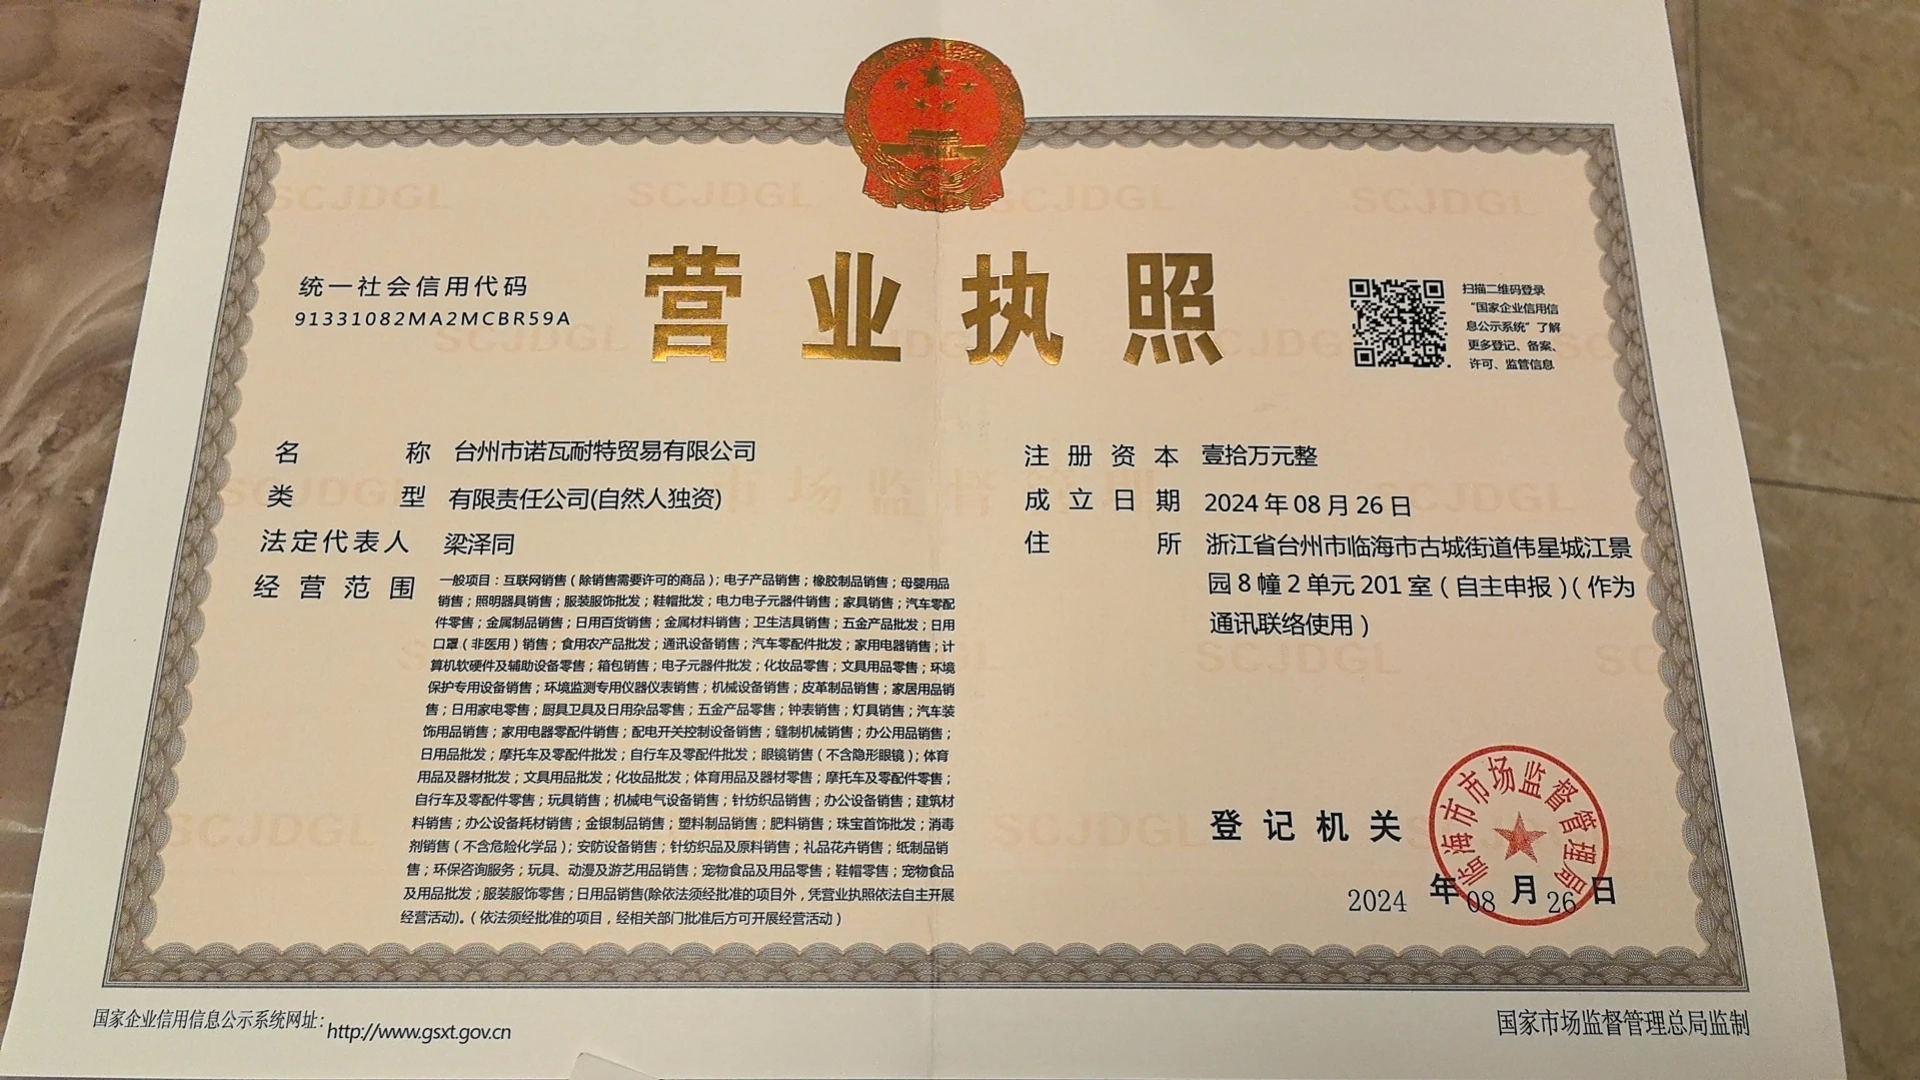 营业执照
统一社会信用代码
91331082MA2MCBR59A
扫描二维码登录
“国家企业信用信
息公示系统”了解
更多登记、备案、
许可、监管信息
名称 台州市诺瓦耐特贸易有限公司
类型 有限责任公司(自然人独资)
法定代表人 梁泽同
经营范围 一般项目：互联网销售（除销售需要许可的商品）；电子产品销售；橡胶制品销售；母婴用品
销售；照明器具销售；服装服饰批发；鞋帽批发；电力电子元器件销售；家具销售；汽车零配
件零售；金属制品销售；日用百货销售；金属材料销售；卫生洁具销售；五金产品批发；日用
口罩（非医用）销售；食用农产品批发；通讯设备销售；汽车零配件批发；家用电器销售；计
算机软硬件及辅助设备零售；箱包销售；电子元器件批发；化妆品零售；文具用品零售；环境
保护专用设备销售；环境监测专用仪器仪表销售；机械设备销售；皮革制品销售；家居用品销
售；日用家电零售；厨具卫具及日用杂品零售；五金产品零售；钟表销售；灯具销售；汽车装
饰用品销售；家用电器零配件销售；配电开关控制设备销售；缝制机械销售；办公用品销售；
日用品批发；摩托车及零配件批发；自行车及零配件批发；眼镜销售（不含隐形眼镜）；体育
用品及器材批发；文具用品批发；化妆品批发；体育用品及器材零售；摩托车及零配件零售；
自行车及零配件零售；玩具销售；机械电气设备销售；针纺织品销售；办公设备销售；建筑材
料销售；办公设备耗材销售；金银制品销售；塑料制品销售；肥料销售；珠宝首饰批发；消毒
剂销售（不含危险化学品）；安防设备销售；针纺织品及原料销售；礼品花卉销售；纸制品销
售；环保咨询服务；玩具、动漫及游艺用品销售；宠物食品及用品零售；鞋帽零售；宠物食品
及用品批发；服装服饰零售；日用品销售(除依法须经批准的项目外，凭营业执照依法自主开展
经营活动)。（依法须经批准的项目，经相关部门批准后方可开展经营活动）
注册资本 壹拾万元整
成立日期 2024年08月26日
住所 浙江省台州市临海市古城街道伟星城江景
园8幢2单元201室（自主申报）（作为
通讯联络使用）
登记机关
临海市市场监督管理局
2024年08月26日
国家企业信用信息公示系统网址：http://www.gsxt.gov.cn
国家市场监督管理总局监制